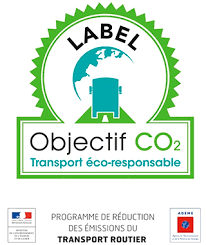 LABEL
Objectif CO2
Transport éco-responsable
ADEME
PROGRAMME DE RÉDUCTION
DES ÉMISSIONS DU
TRANSPORT ROUTIER